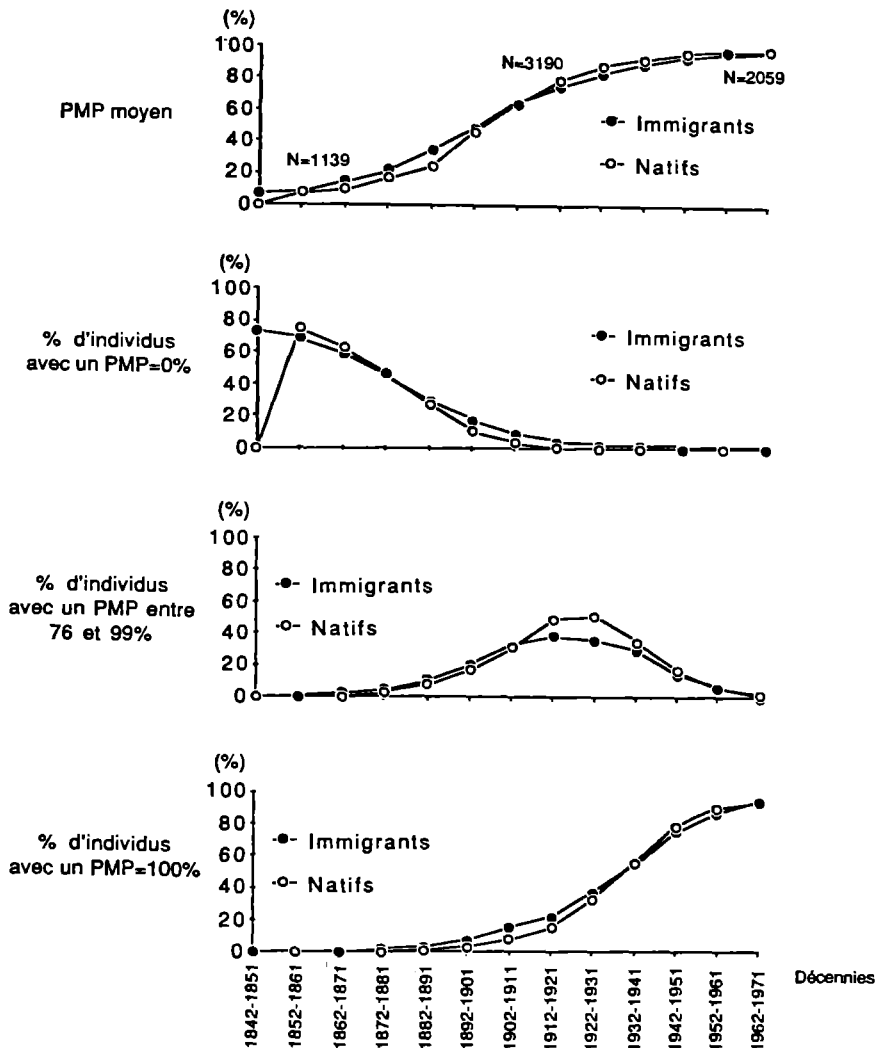 (%)
100
80
60
40
20
0
PMP moyen
N=1139
N=3190
N=2059
Immigrants
Natifs
(%)
100
80
60
40
20
0
% d'individus
avec un PMP=0%
Immigrants
Natifs
(%)
100
80
60
40
20
0
% d'individus
avec un PMP entre
76 et 99%
Immigrants
Natifs
(%)
100
80
60
40
20
0
% d'individus
avec un PMP=100%
Immigrants
Natifs
1842-1851
1852-1861
1862-1871
1872-1881
1882-1891
1892-1901
1902-1911
1912-1921
1922-1931
1932-1941
1942-1951
1952-1961
1962-1971
Décennies